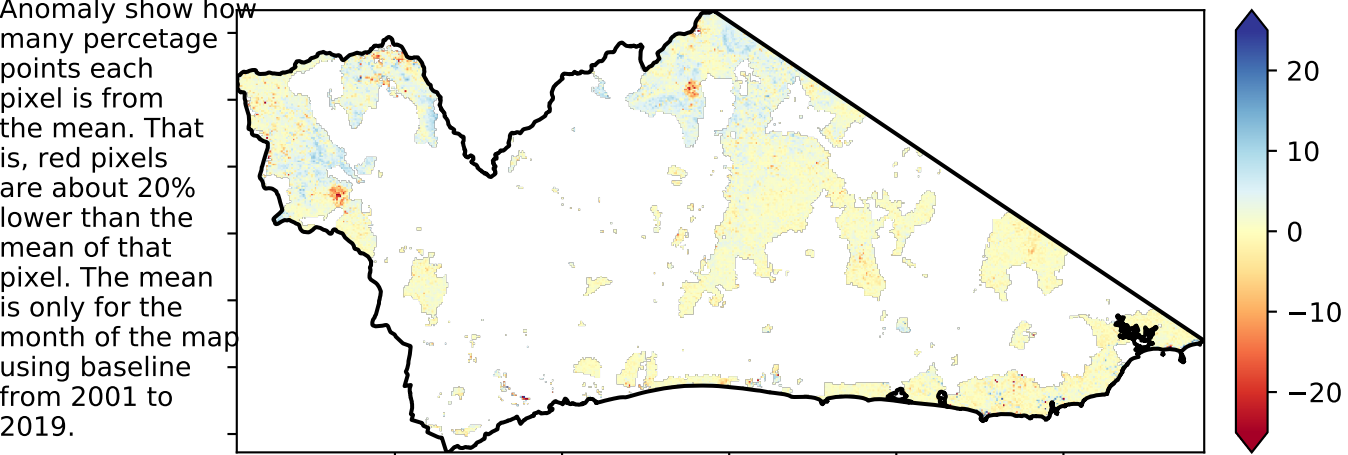 Anomaly show how
many percetage
points each
pixel is from
the mean. That
is, red pixels
are about 20%
lower than the
mean of that
pixel. The mean
is only for the
month of the map
using baseline
from 2001 to
2019.
20
10
0
−10
−20